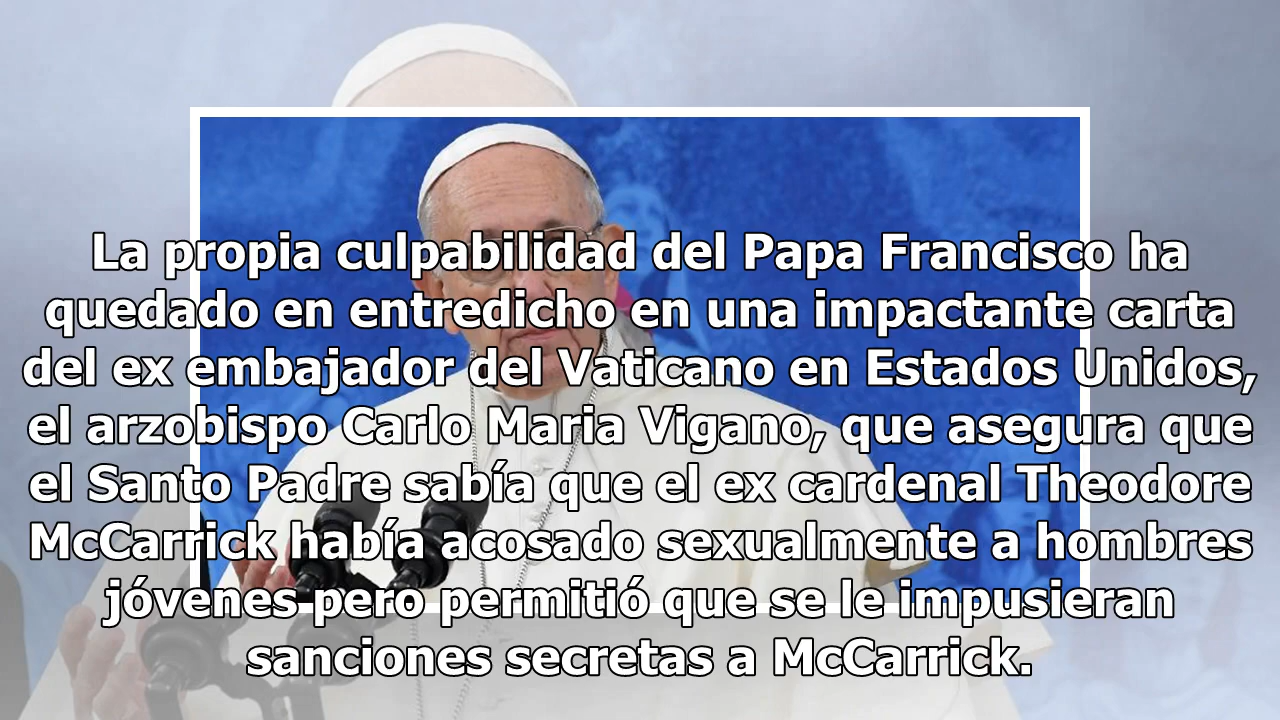 La propia culpabilidad del Papa Francisco ha
quedado en entredicho en una impactante carta
del ex embajador del Vaticano en Estados Unidos,
el arzobispo Carlo Maria Vigano, que asegura que
el Santo Padre sabía que el ex cardenal Theodore
McCarrick había acosado sexualmente a hombres
jóvenes pero permitió que se le impusieran
sanciones secretas a McCarrick.